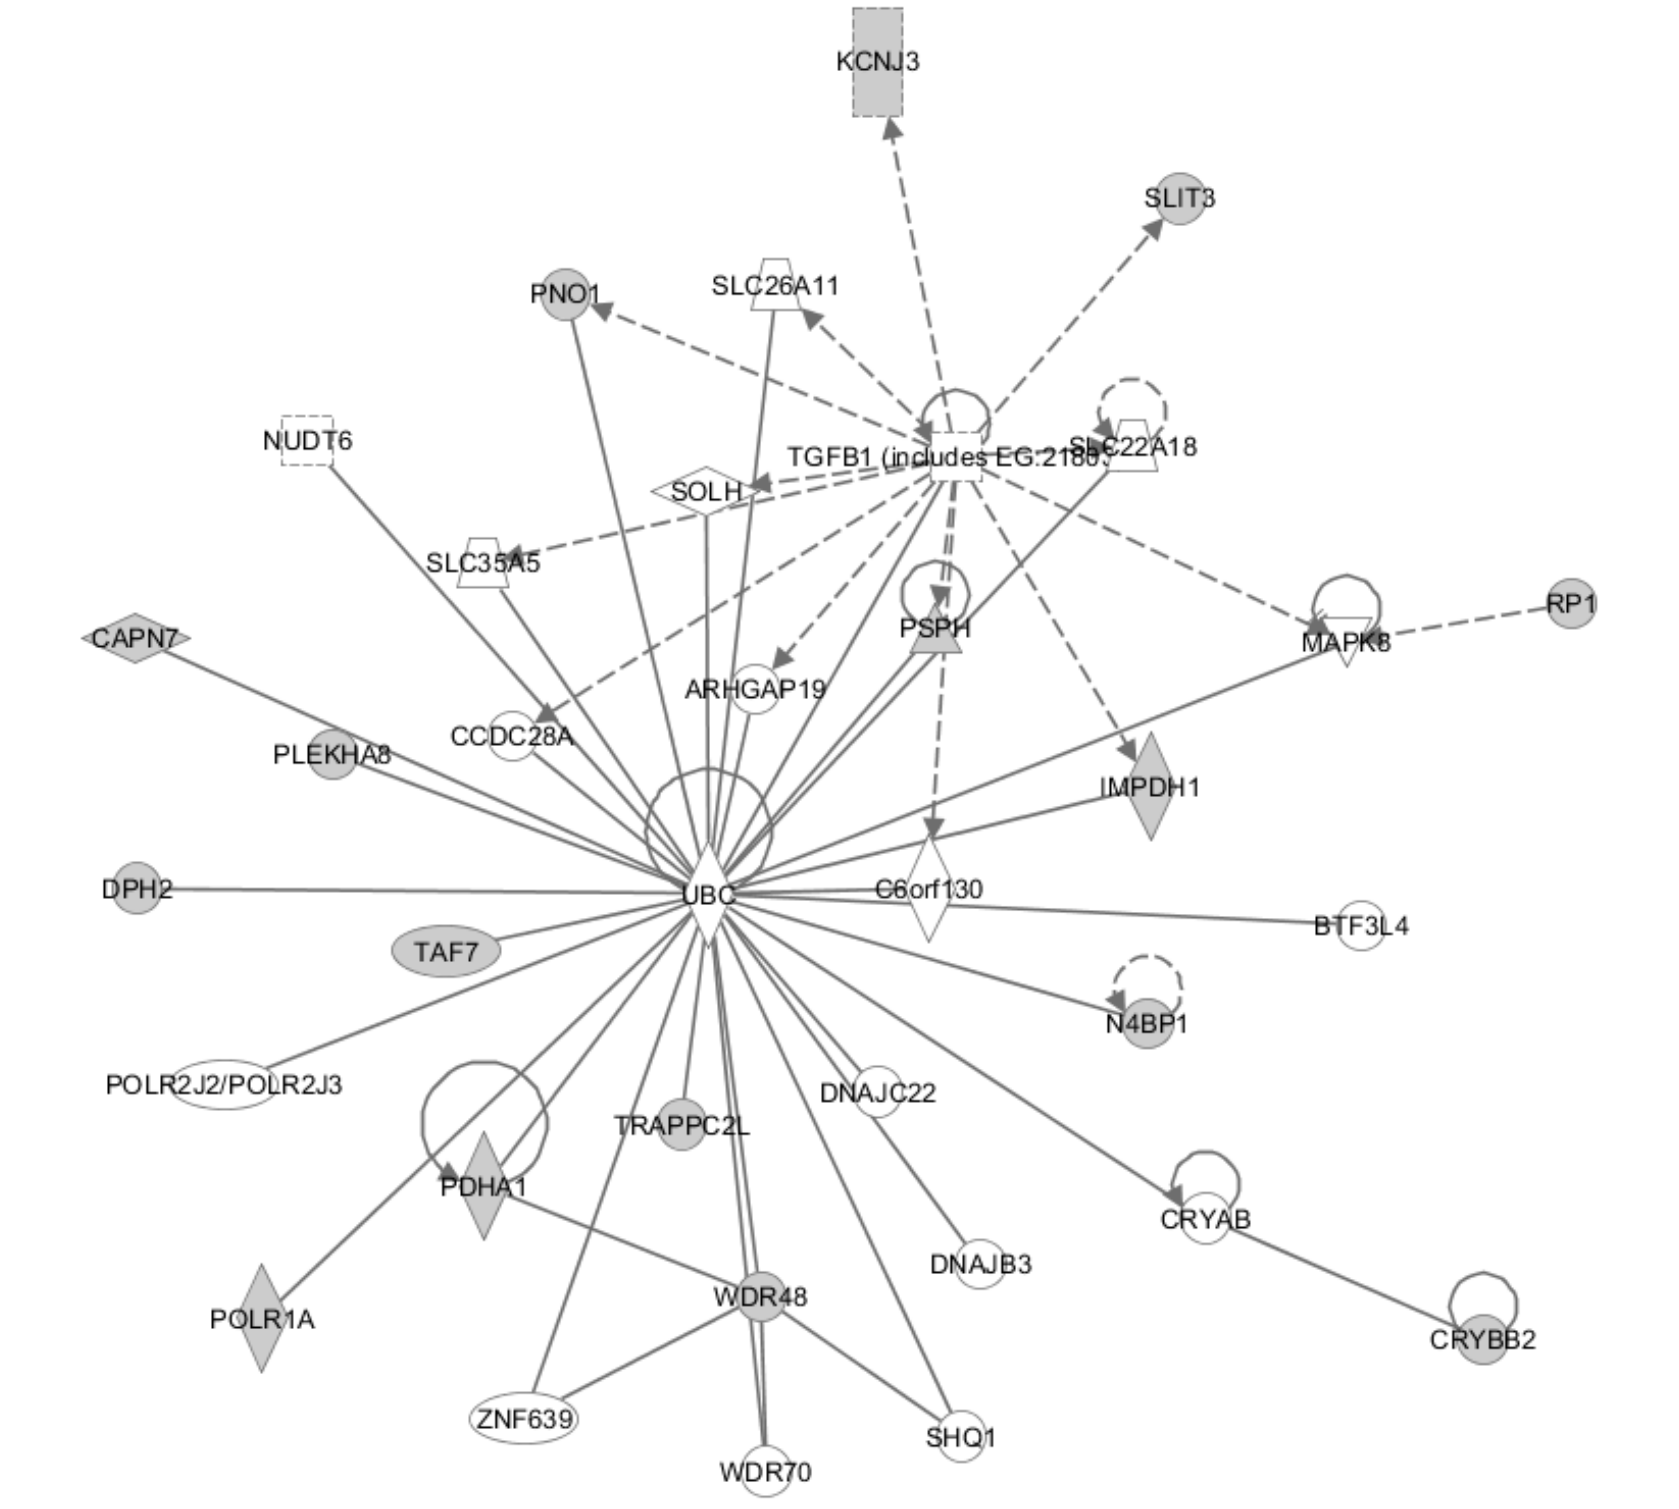 KCNJ3
SLIT3
SLC26A11
PNO1
NUDT6
TGFB1 (includes EG:21803
SLC22A18
SOLH
SLC35A5
RP1
PSPH
CAPN7
MAPK8
ARHGAP19
CCDC28A
PLEKHA8
IMPDH1
DPH2
UBC
C6orf130
BTF3L4
TAF7
N4BP1
POLR2J2/POLR2J3
DNAJC22
TRAPPC2L
PDHA1
CRYAB
DNAJB3
WDR48
POLR1A
CRYBB2
ZNF639
SHQ1
WDR70